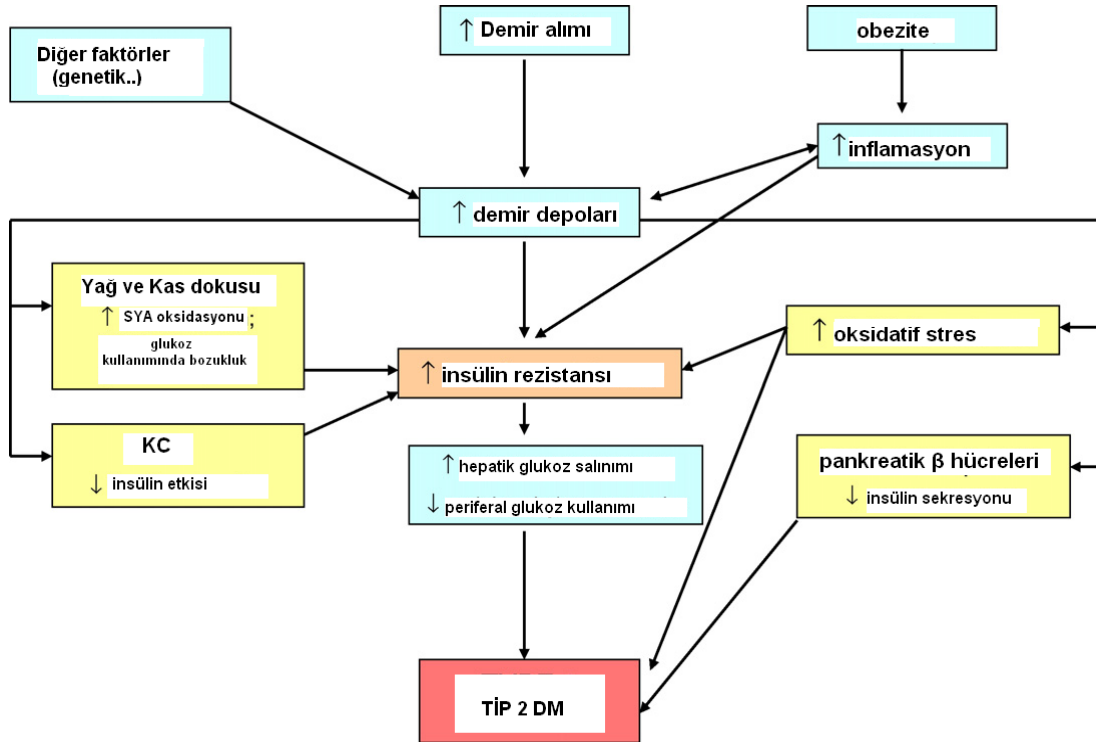 Diğer faktörler
(genetik..)
↑ Demir alımı
obezite
↑inflamasyon
↑ demir depoları
Yağ ve Kas dokusu
↑ SYA oksidasyonu ;
glukoz
kullanımında bozukluk
↑ oksidatif stres
↑ insülin rezistansı
KC
↓ insülin etkisi
↑ hepatik glukoz salınımı
↓ periferal glukoz kullanımı
pankreatik β hücreleri
↓ insülin sekresyonu
TİP 2 DM